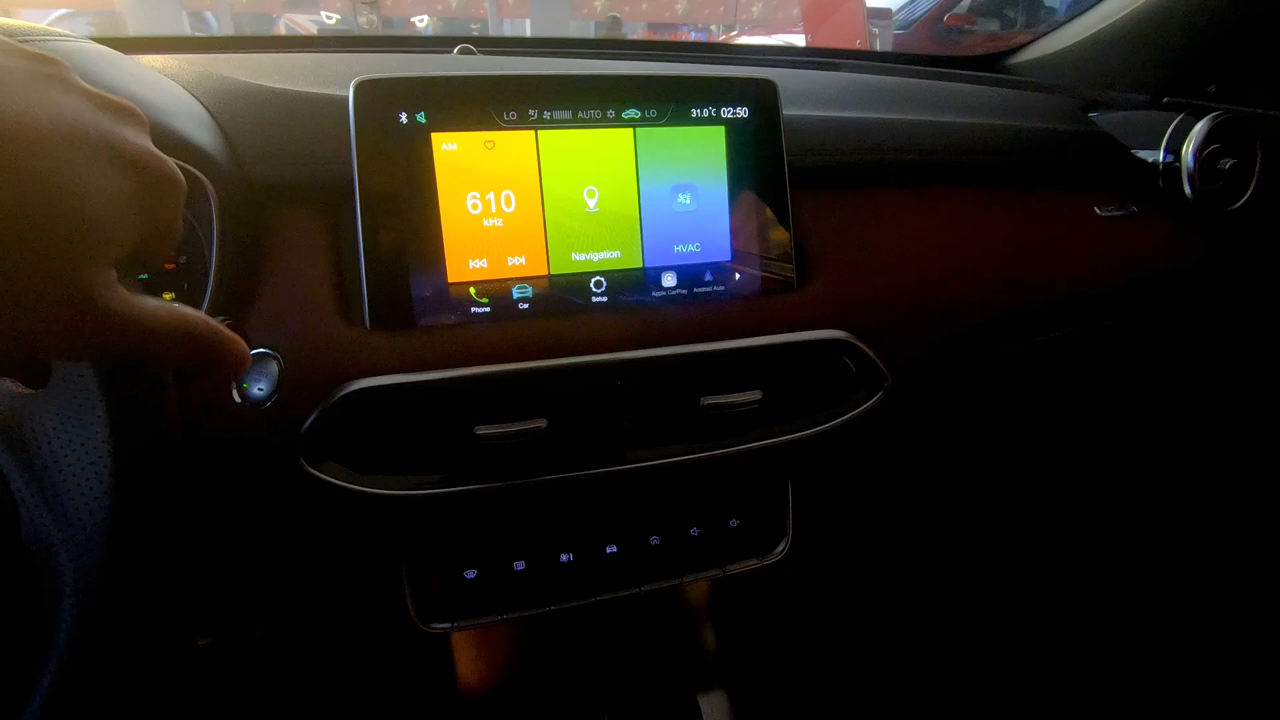 LO AUTO LO 31.0°C 02:50
AM
610
kHz
Navigation
HVAC
Phone
Car
Setup
Apple CarPlay
Android Auto